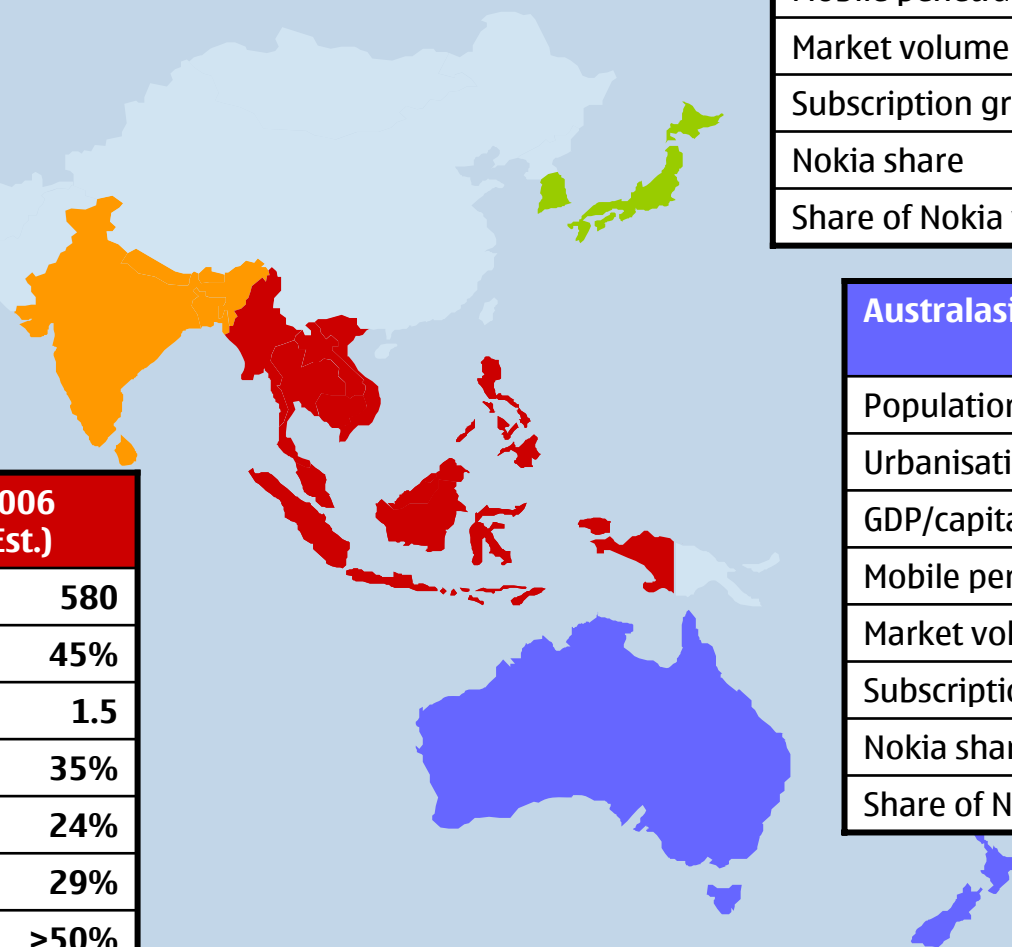 Market volume
Subscription gr
Nokia share
Share of Nokia
Australasi
Population
Urbanisati
GDP/capita
Mobile per
Market vol
Subscriptio
Nokia shar
Share of N
006
Est.)
580
45%
1.5
35%
24%
29%
>50%